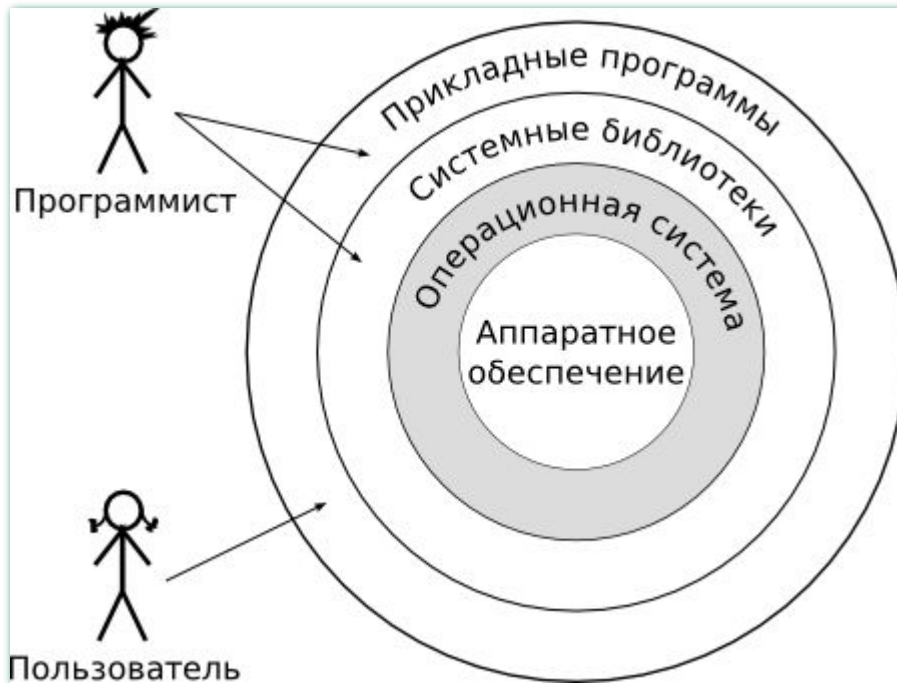 Прикладные программы
Системные библиотеки
Операционная система
Аппаратное
обеспечение
Программист
Пользователь